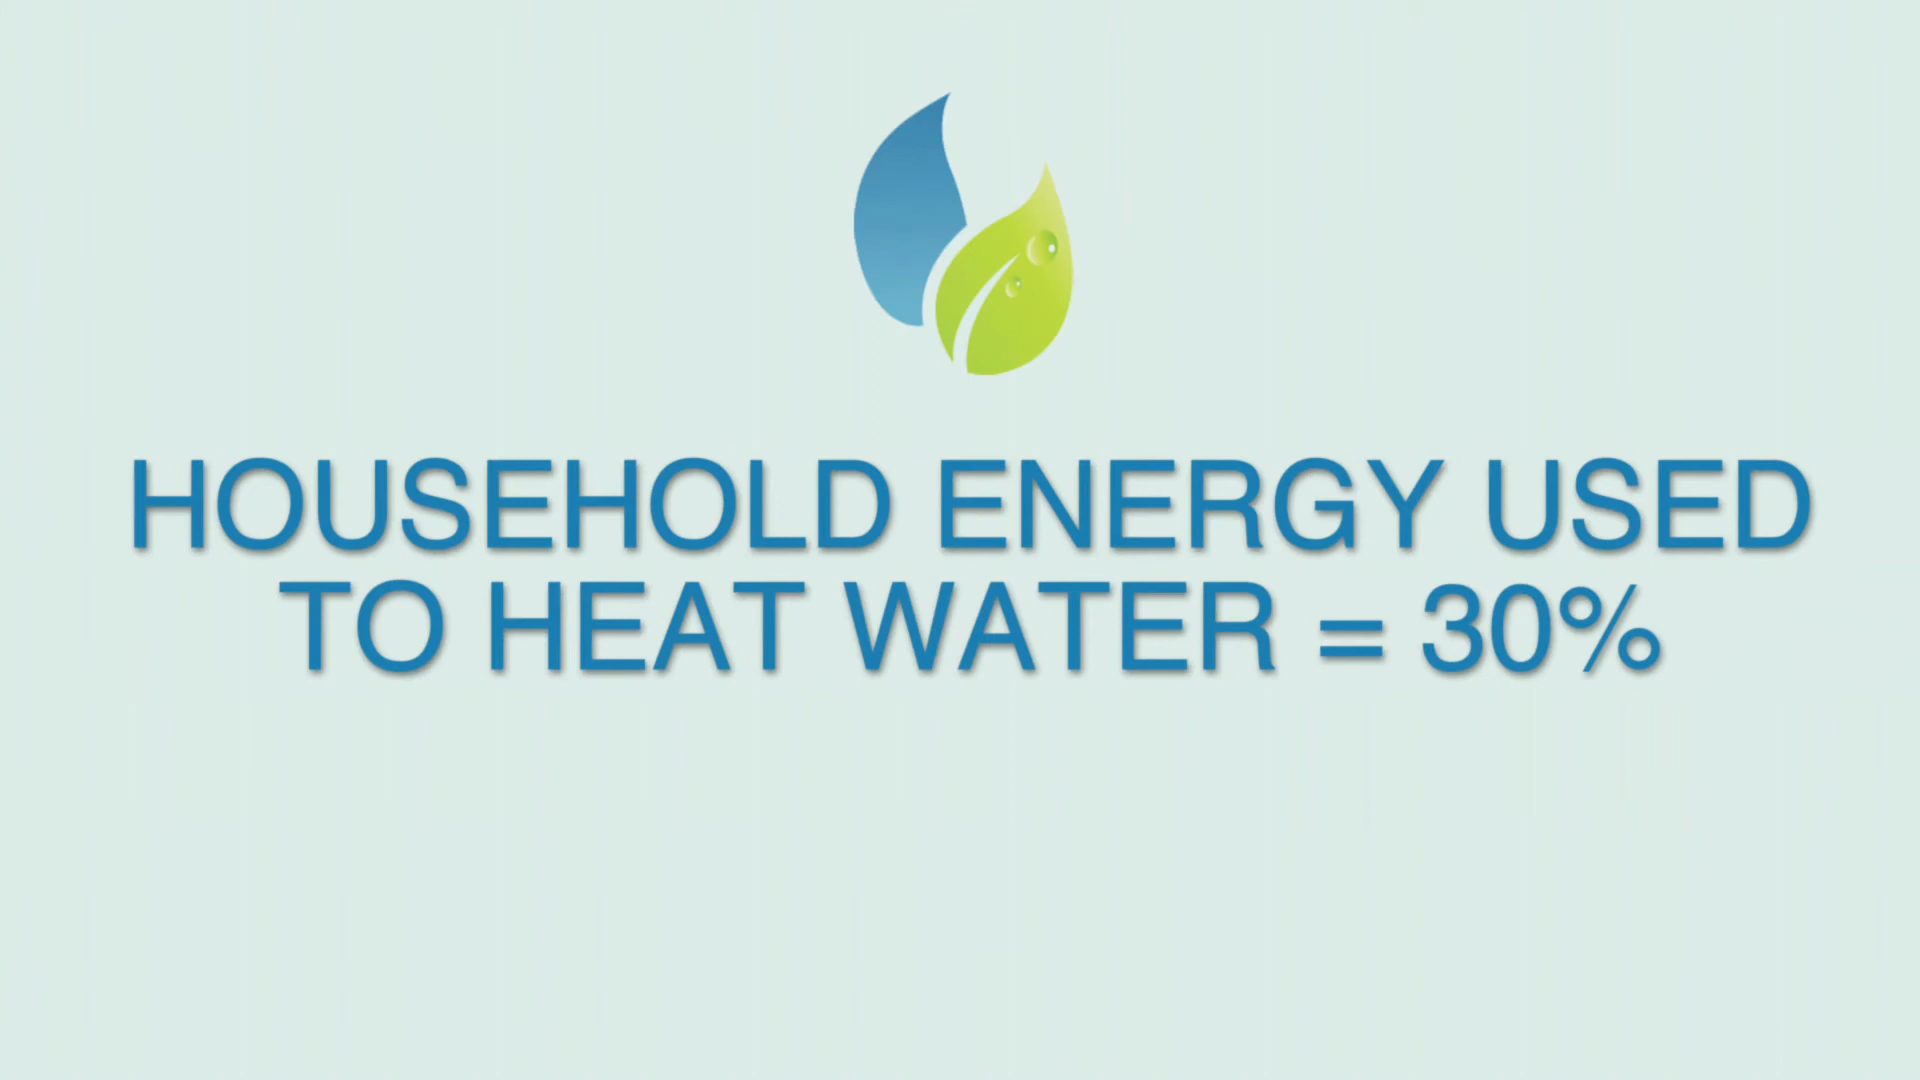 HOUSEHOLD ENERGY USED
TO HEAT WATER = 30%